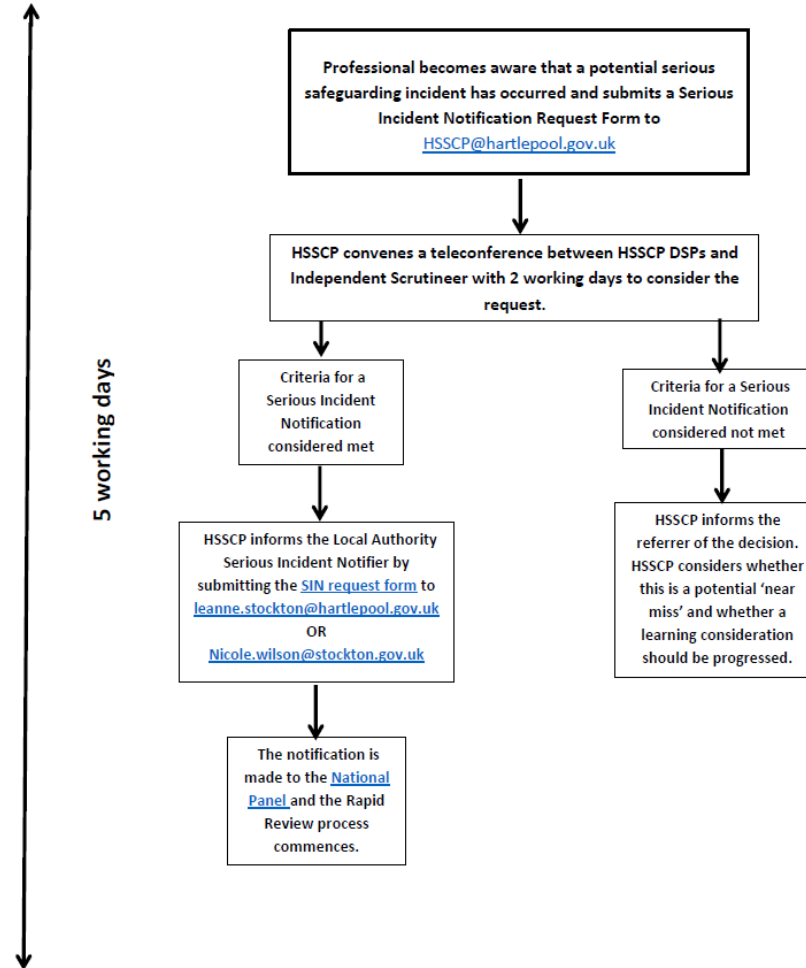 Professional becomes aware that a potential serious
safeguarding incident has occurred and submits a Serious
Incident Notification Request Form to
HSSCP@hartlepool.gov.uk
HSSCP convenes a teleconference between HSSCP DSPs and
Independent Scrutineer with 2 working days to consider the
request.
5 working days
Criteria for a
Serious Incident
Notification
considered met
Criteria for a Serious
Incident Notification
considered not met
HSSCP informs the Local Authority
Serious Incident Notifier by
submitting the SIN request form to
leanne.stockton@hartlepool.gov.uk
OR
Nicole.wilson@stockton.gov.uk
HSSCP informs the
referrer of the decision.
HSSCP considers whether
this is a potential ‘near
miss’ and whether a
learning consideration
should be progressed.
The notification is
made to the National
Panel and the Rapid
Review process
commences.